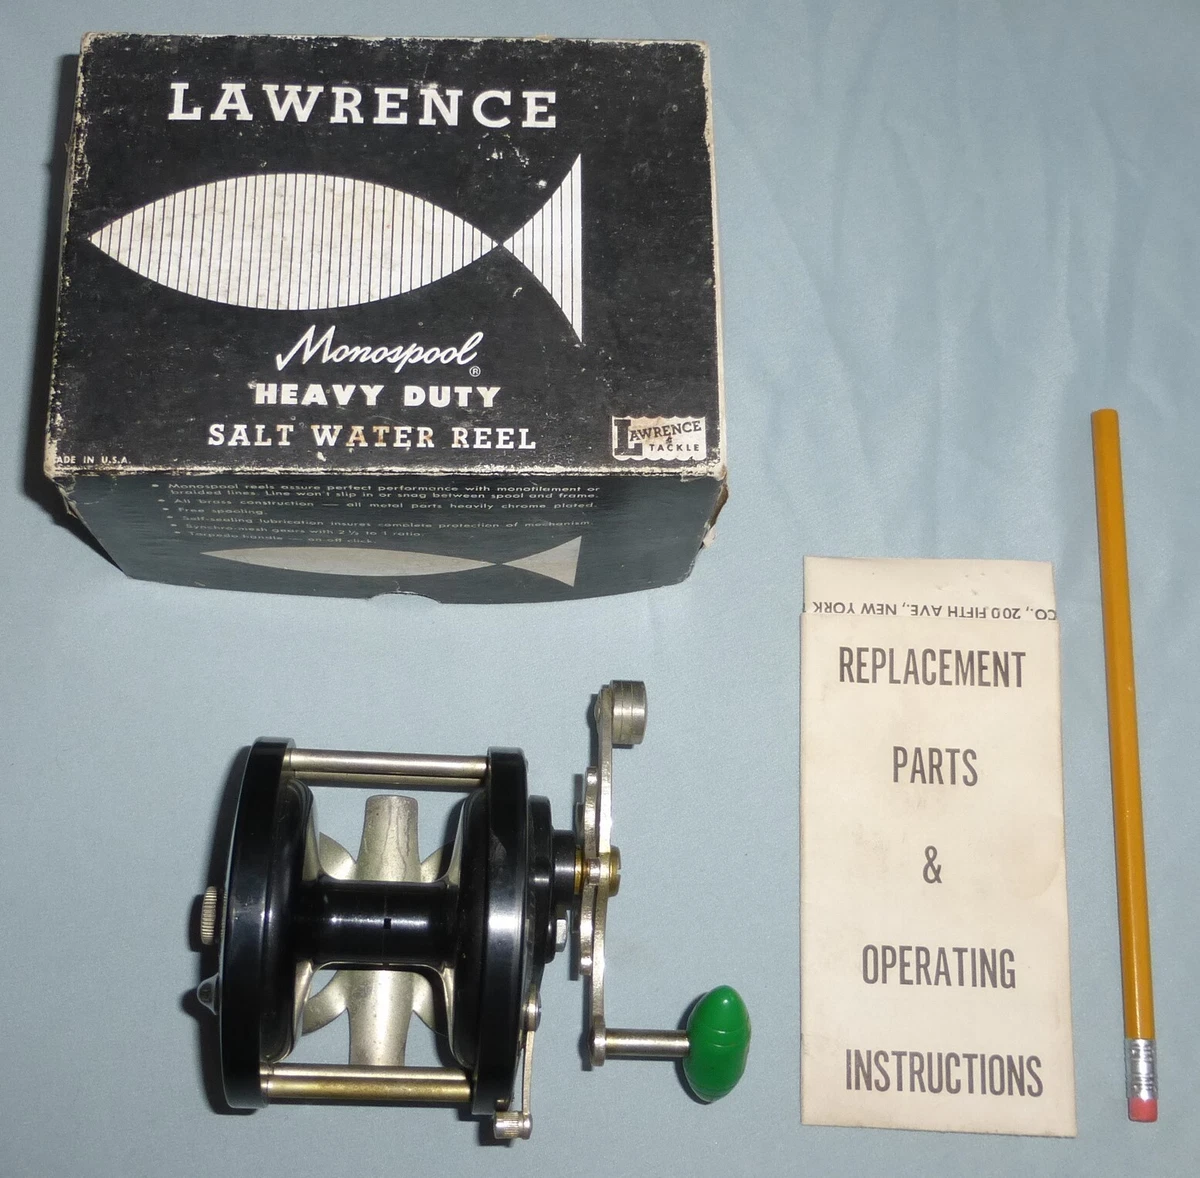 LAWRENCE
Monospool®
HEAVY DUTY
SALT WATER REEL
LAWRENCE
TACKLE
ADE IN U.S.A.
• Monospool reels assure perfect performance with monofilament or
braided lines. Line won't slip in or snag between spool and frame.
• All brass construction — all metal parts heavily chrome plated.
• Free spooling.
• Self-sealing lubrication insures complete protection of mechanism
• Synchro-mesh gears with 2½ to 1 ratio.
• Torpedo handle — on off click.
CO., 200 FIFTH AVE., NEW YORK
REPLACEMENT
PARTS
&
OPERATING
INSTRUCTIONS